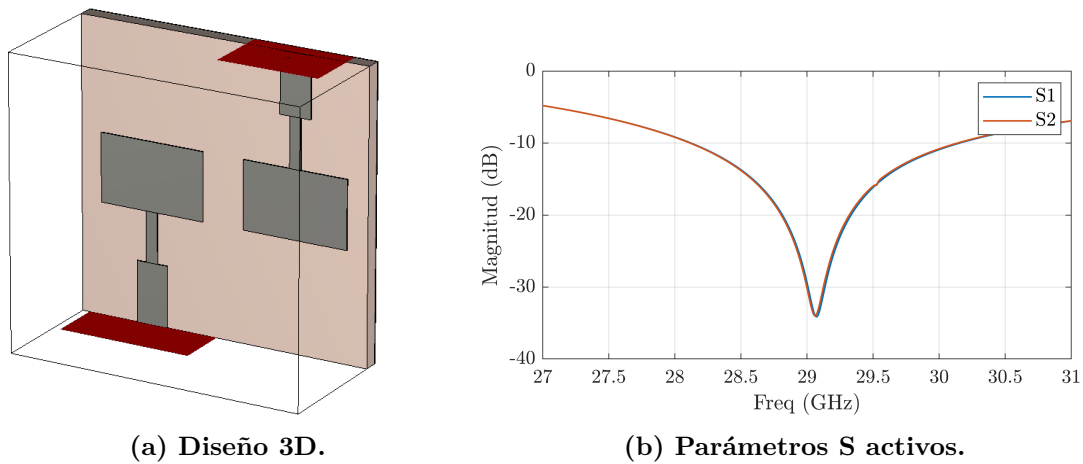 0
-10
-20
-30
-40
Magnitud (dB)
S1
S2
27
27.5
28
28.5
29
29.5
30
30.5
31
Freq (GHz)
(a) Diseño 3D.
(b) Parámetros S activos.